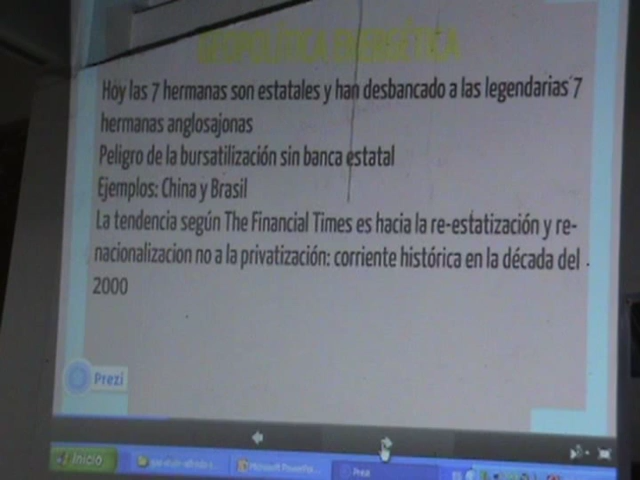 GEOPOLÍTICA ENERGÉTICA
Hoy las 7 hermanas son estatales y han desbancado a las legendarias 7
hermanas anglosajonas
Peligro de la bursatilización sin banca estatal
Ejemplos: China y Brasil
La tendencia según The Financial Times es hacia la re-estatización y re-
nacionalizacion no a la privatización: corriente histórica en la década del
2000
Prezi
Inicio
Microsoft PowerPoi...
Prezi